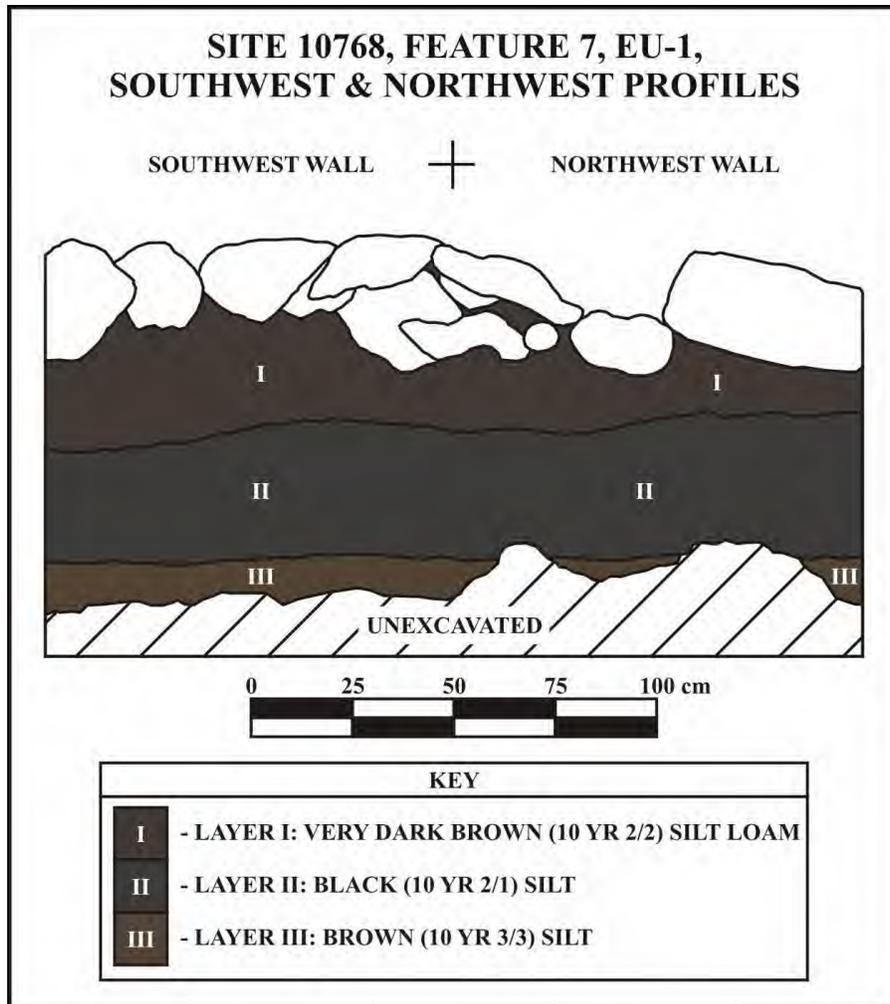 SITE 10768, FEATURE 7, EU-1,
SOUTHWEST & NORTHWEST PROFILES
SOUTHWEST WALL NORTHWEST WALL
I I
II II
III III
UNEXCAVATED
0 25 50 75 100 cm
KEY
I - LAYER I: VERY DARK BROWN (10 YR 2/2) SILT LOAM
II - LAYER II: BLACK (10 YR 2/1) SILT
III - LAYER III: BROWN (10 YR 3/3) SILT